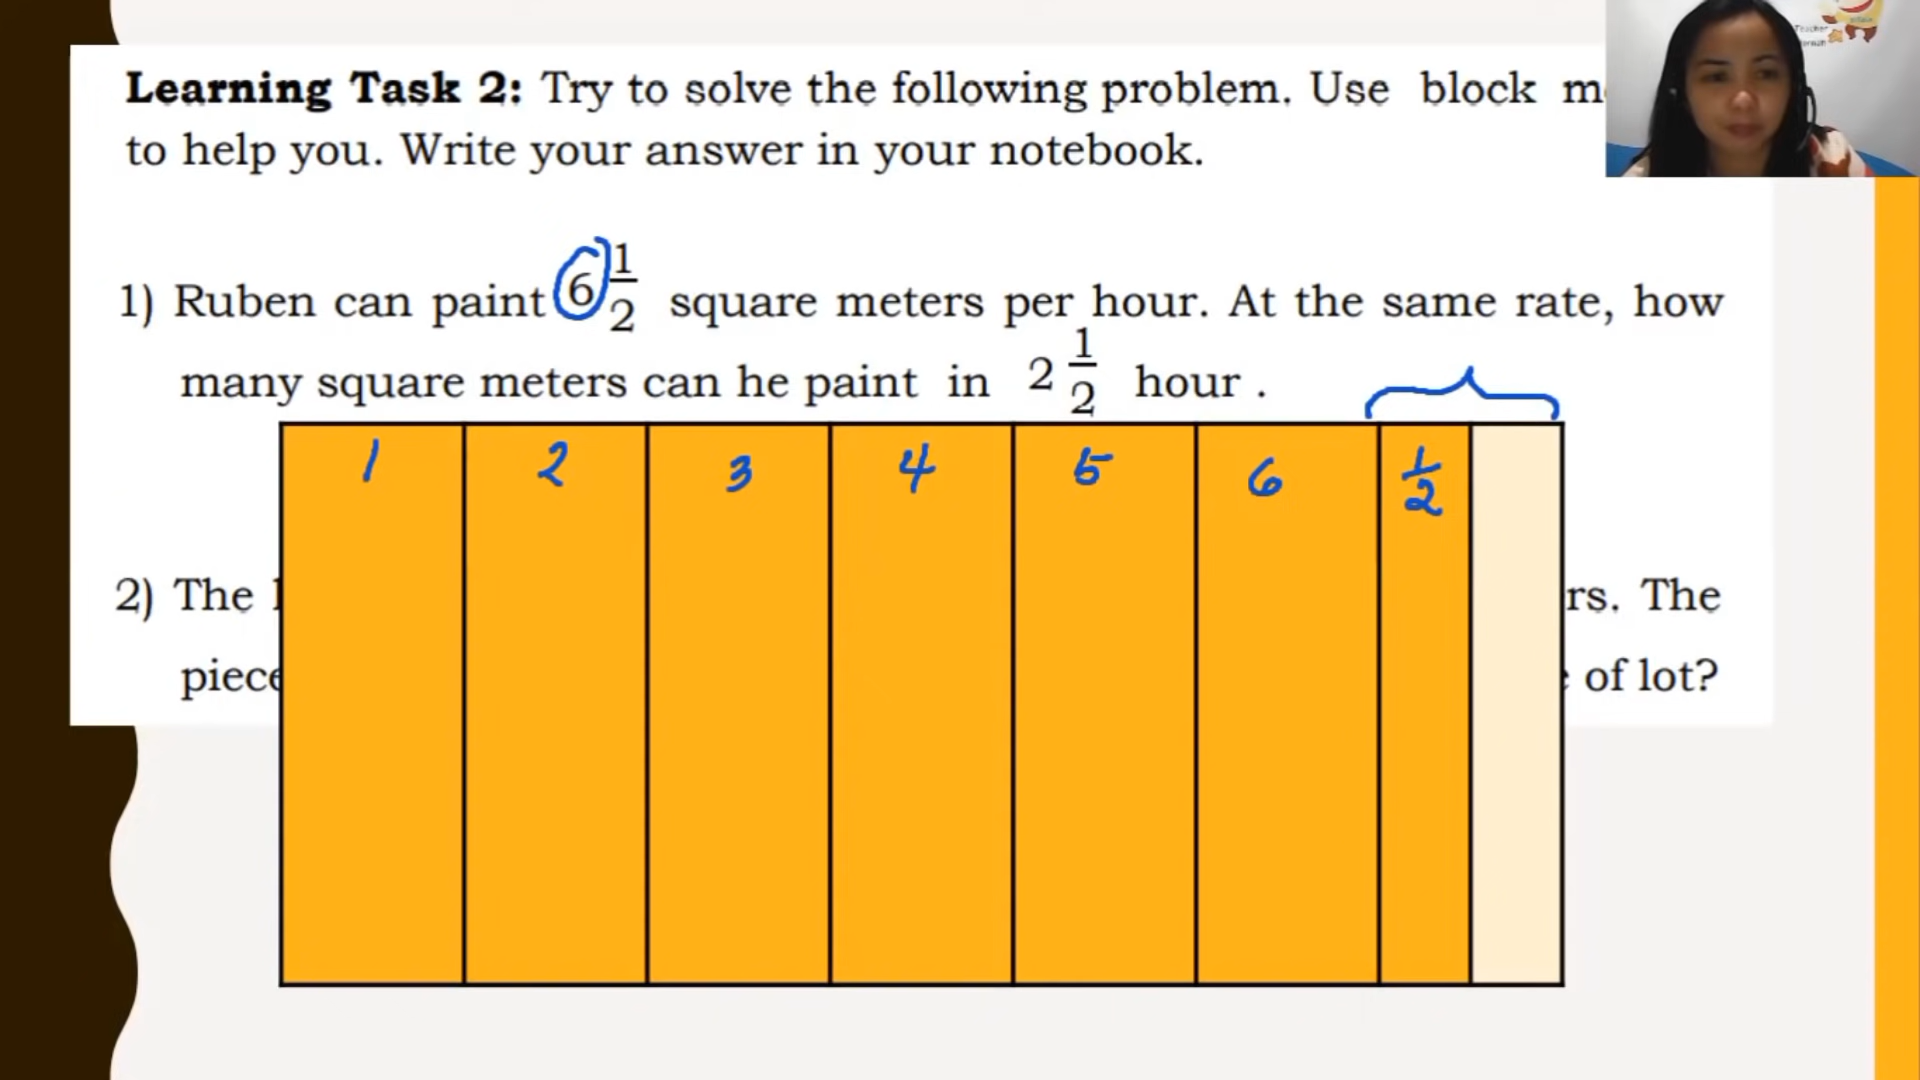 Teacher
Learning Task 2: Try to solve the following problem. Use block
to help you. Write your answer in your notebook.
1) Ruben can paint 6 1/2 square meters per hour. At the same rate, how
many square meters can he paint in 2 1/2 hour .
1 2 3 4 5 6 1/2
2) The rs. The
piece of lot?